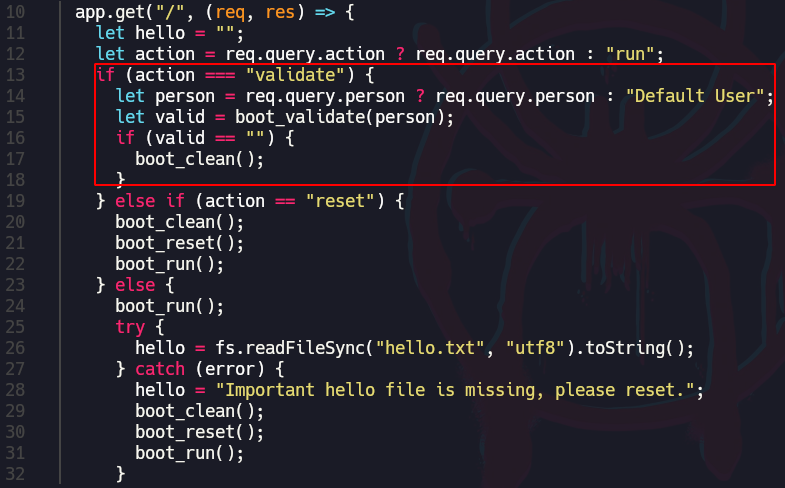 10 app.get("/", (req, res) => {
11 let hello = "";
12 let action = req.query.action ? req.query.action : "run";
13 if (action === "validate") {
14 let person = req.query.person ? req.query.person : "Default User";
15 let valid = boot_validate(person);
16 if (valid == "") {
17 boot_clean();
18 }
19 } else if (action == "reset") {
20 boot_clean();
21 boot_reset();
22 boot_run();
23 } else {
24 boot_run();
25 try {
26 hello = fs.readFileSync("hello.txt", "utf8").toString();
27 } catch (error) {
28 hello = "Important hello file is missing, please reset.";
29 boot_clean();
30 boot_reset();
31 boot_run();
32 }